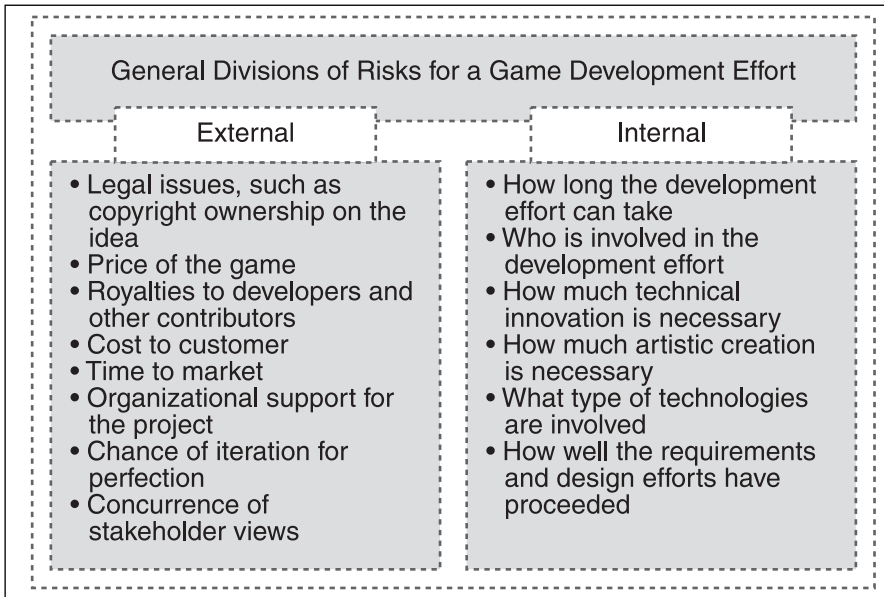 General Divisions of Risks for a Game Development Effort
External
• Legal issues, such as
copyright ownership on the
idea
• Price of the game
• Royalties to developers and
other contributors
• Cost to customer
• Time to market
• Organizational support for
the project
• Chance of iteration for
perfection
• Concurrence of
stakeholder views
Internal
• How long the development
effort can take
• Who is involved in the
development effort
• How much technical
innovation is necessary
• How much artistic creation
is necessary
• What type of technologies
are involved
• How well the requirements
and design efforts have
proceeded